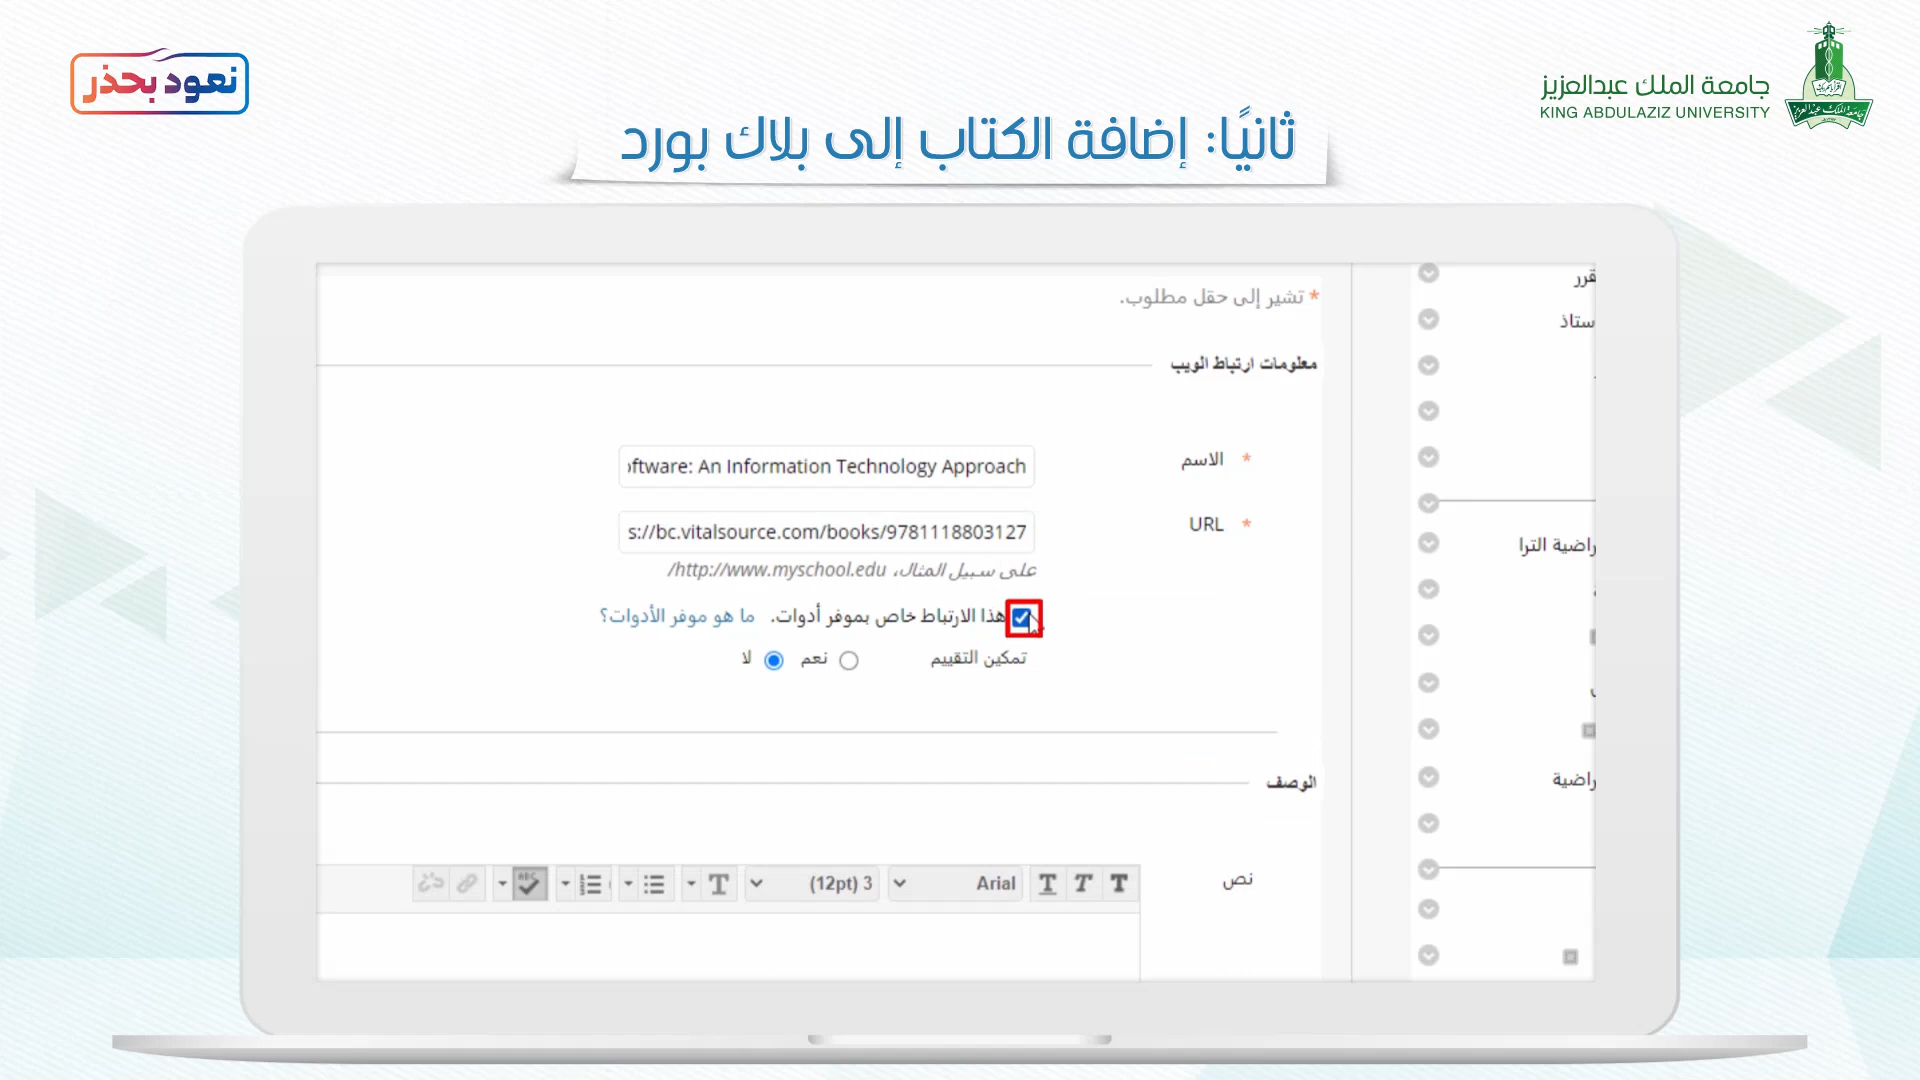 نعود بحذر
جامعة الملك عبدالعزيز
KING ABDULAZIZ UNIVERSITY
ثانيًا: إضافة الكتاب إلى بلاك بورد
* تشير إلى حقل مطلوب.
معلومات ارتباط الويب
* الاسم
oftware: An Information Technology Approach
* URL
s://bc.vitalsource.com/books/9781118803127
على سبيل المثال، http://www.myschool.edu/
هذا الارتباط خاص بموفر أدوات. ما هو موفر الأدوات؟
تمكين التقييم نعم لا
الوصف
نص
T T T Arial 3 (12pt) T ABC
قرر
ستاذ
راضية الترا
راضية